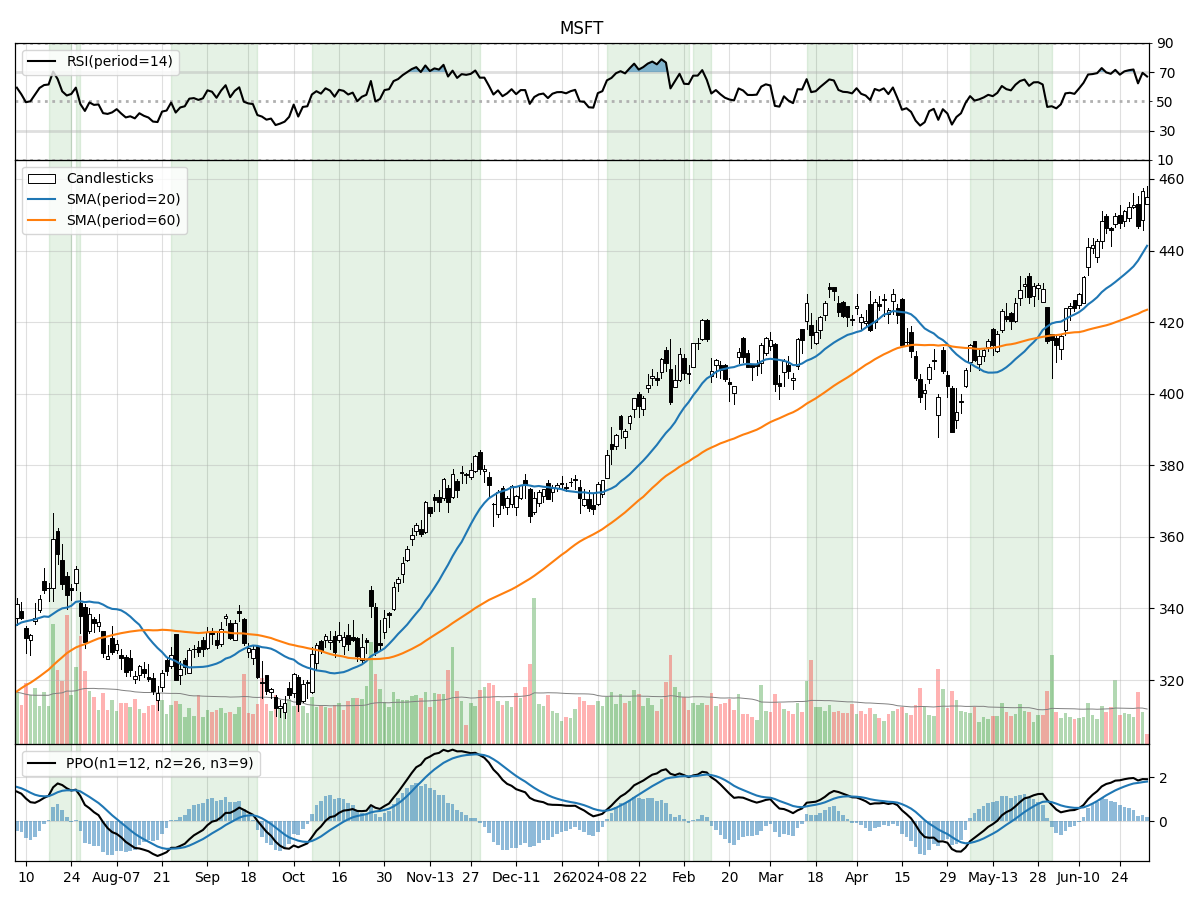 MSFT
RSI(period=14)
90
70
50
30
10
Candlesticks
SMA(period=20)
SMA(period=60)
460
440
420
400
380
360
340
320
PPO(n1=12, n2=26, n3=9)
2
0
10 24 Aug-07 21 Sep 18 Oct 16 30 Nov-13 27 Dec-11 26 2024-08 22 Feb 20 Mar 18 Apr 15 29 May-13 28 Jun-10 24